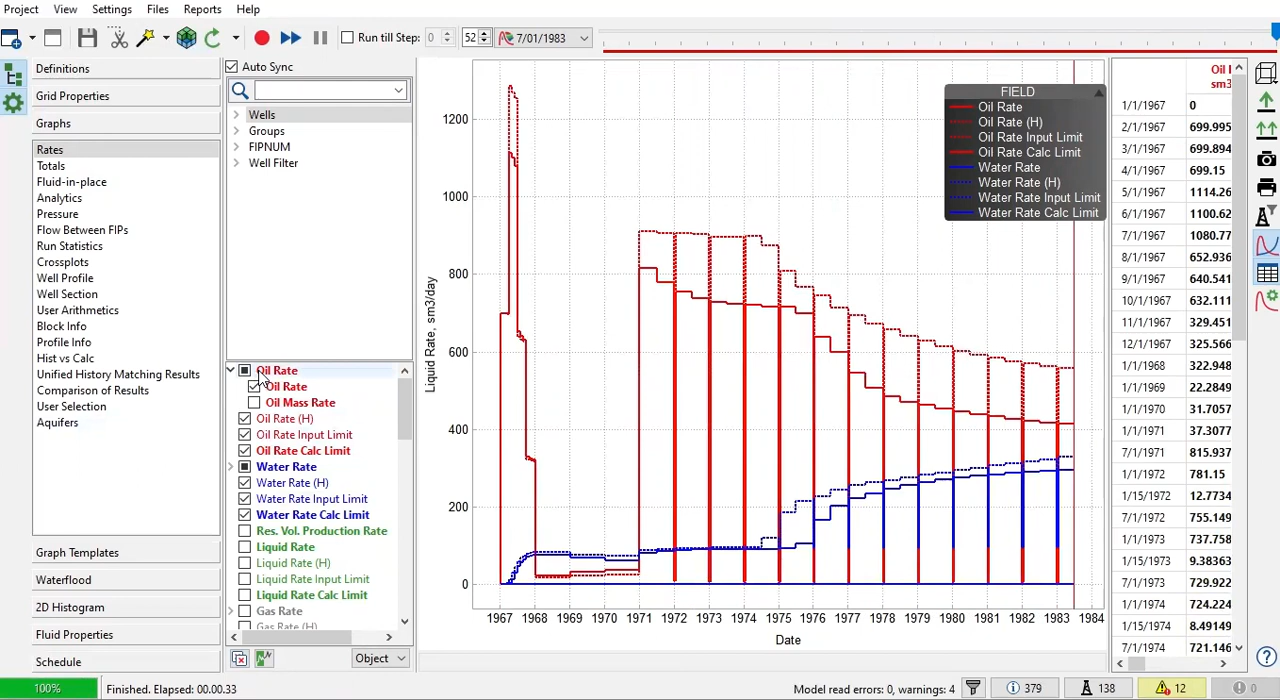 Project View Settings Files Reports Help
Run till Step: 0 52 7/01/1983
Definitions
Grid Properties
Graphs
Rates
Totals
Fluid-in-place
Analytics
Pressure
Flow Between FIPs
Run Statistics
Crossplots
Well Profile
Well Section
User Arithmetics
Block Info
Profile Info
Hist vs Calc
Unified History Matching Results
Comparison of Results
User Selection
Aquifers
Graph Templates
Waterflood
2D Histogram
Fluid Properties
Schedule
Auto Sync
Wells
Groups
FIPNUM
Well Filter
Oil Rate
Oil Rate
Oil Mass Rate
Oil Rate (H)
Oil Rate Input Limit
Oil Rate Calc Limit
Water Rate
Water Rate (H)
Water Rate Input Limit
Water Rate Calc Limit
Res. Vol. Production Rate
Liquid Rate
Liquid Rate (H)
Liquid Rate Input Limit
Liquid Rate Calc Limit
Gas Rate
Gas Rate (H)
Object
Liquid Rate, sm3/day
1200
1000
800
600
400
200
0
1967 1968 1969 1970 1971 1972 1973 1974 1975 1976 1977 1978 1979 1980 1981 1982 1983 1984
Date
FIELD
Oil Rate
Oil Rate (H)
Oil Rate Input Limit
Oil Rate Calc Limit
Water Rate
Water Rate (H)
Water Rate Input Limit
Water Rate Calc Limit
Oil
sm3
1/1/1967 0
2/1/1967 699.995
3/1/1967 699.894
4/1/1967 699.15
5/1/1967 1114.26
6/1/1967 1100.62
7/1/1967 1080.77
8/1/1967 652.936
9/1/1967 640.541
10/1/1967 632.111
11/1/1967 329.451
12/1/1967 325.566
1/1/1968 322.948
1/1/1969 22.2849
1/1/1970 31.7057
1/1/1971 37.3077
7/1/1971 815.937
1/1/1972 781.15
1/15/1972 12.7734
7/1/1972 755.149
1/1/1973 737.758
1/15/1973 9.38363
7/1/1973 729.922
1/1/1974 724.224
1/15/1974 8.49149
7/1/1974 721.146
100% Finished. Elapsed: 00.00.33 Model read errors: 0, warnings: 4 379 138 12 0